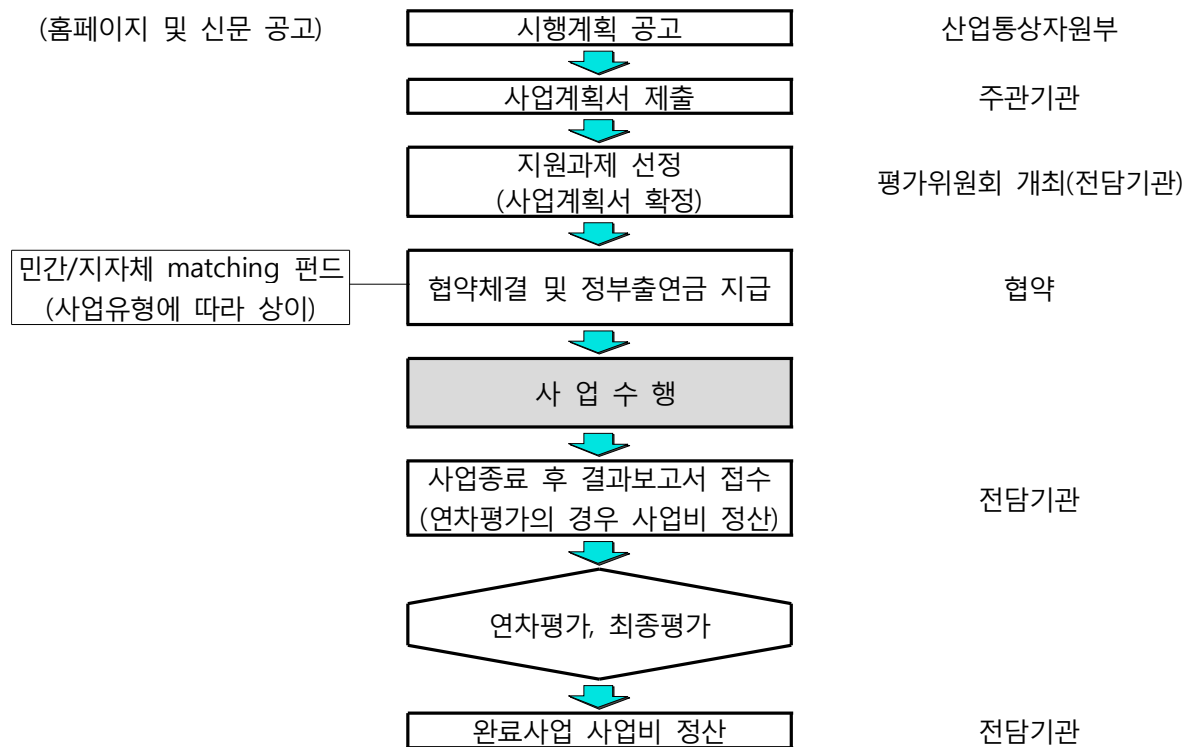 (홈페이지 및 신문 공고)
시행계획 공고
산업통상자원부
사업계획서 제출
주관기관
지원과제 선정
(사업계획서 확정)
평가위원회 개최(전담기관)
민간/지자체 matching 펀드
(사업유형에 따라 상이)
협약체결 및 정부출연금 지급
협약
사 업 수 행
사업종료 후 결과보고서 접수
(연차평가의 경우 사업비 정산)
전담기관
연차평가, 최종평가
완료사업 사업비 정산
전담기관